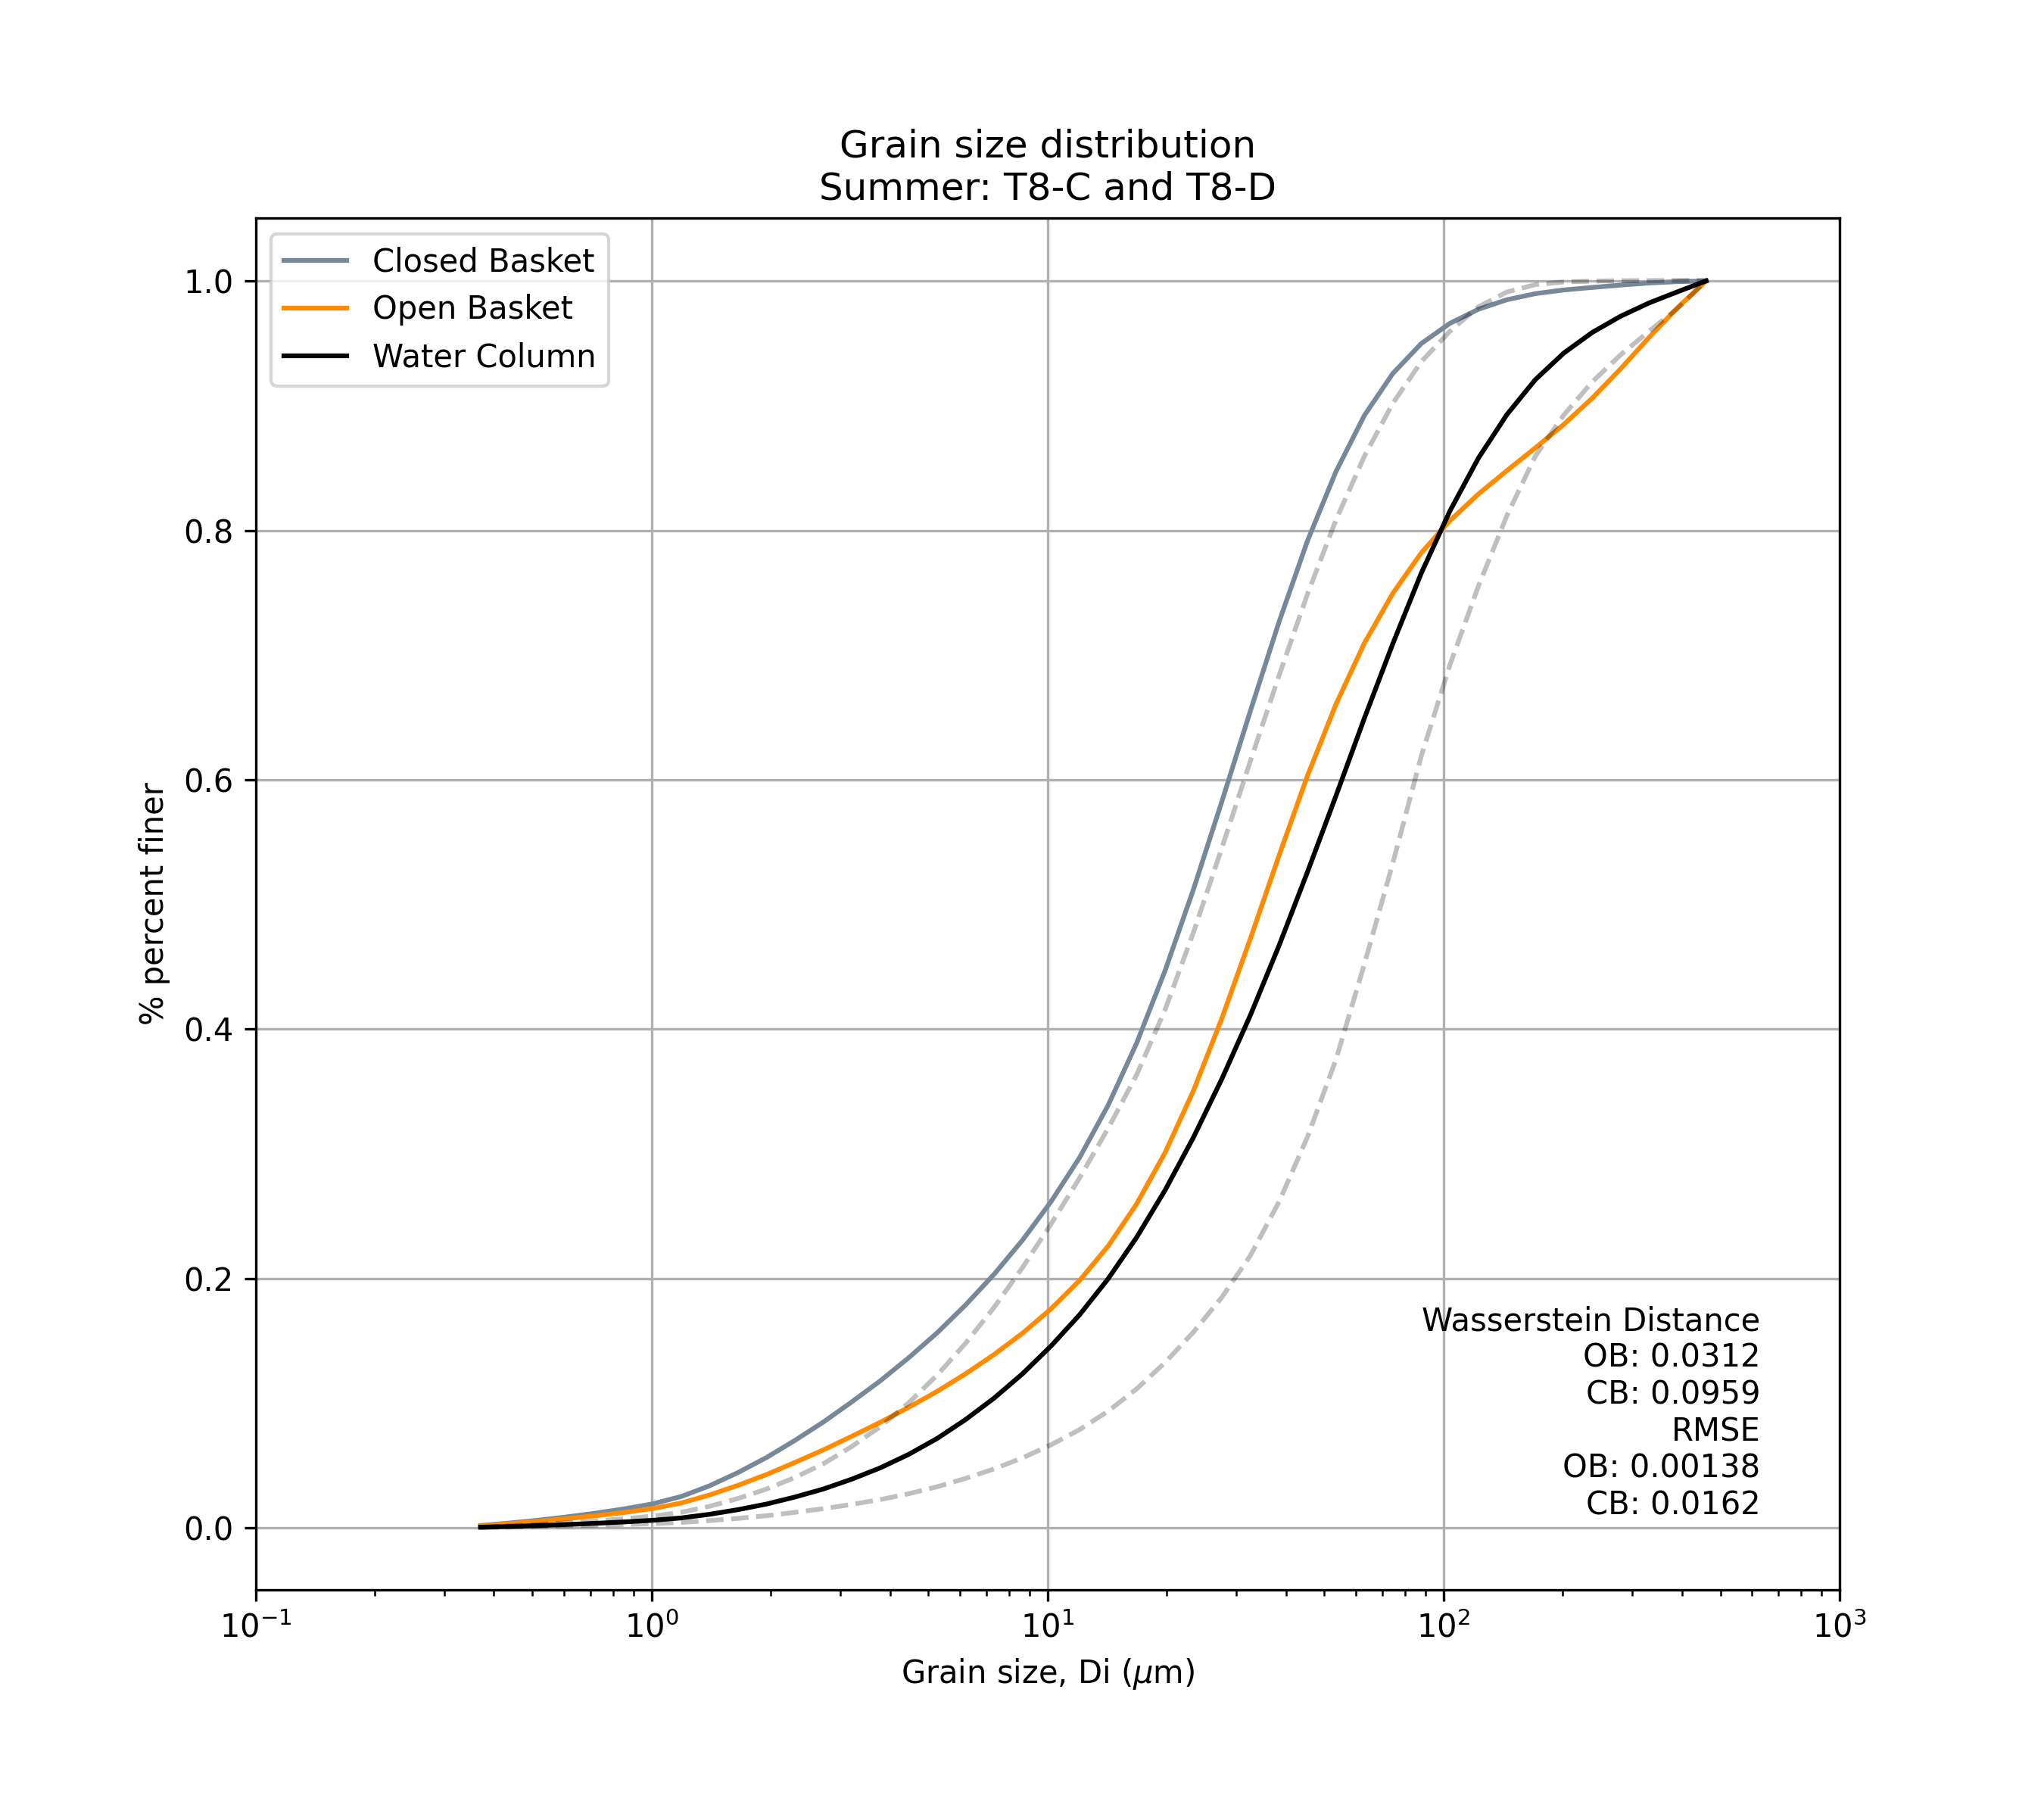 Grain size distribution
Summer: T8-C and T8-D
Closed Basket
Open Basket
Water Column
1.0
0.8
0.6
0.4
0.2
0.0
% percent finer
Wasserstein Distance
OB: 0.0312
CB: 0.0959
RMSE
OB: 0.00138
CB: 0.0162
10⁻¹ 10⁰ 10¹ 10² 10³
Grain size, Di (μm)